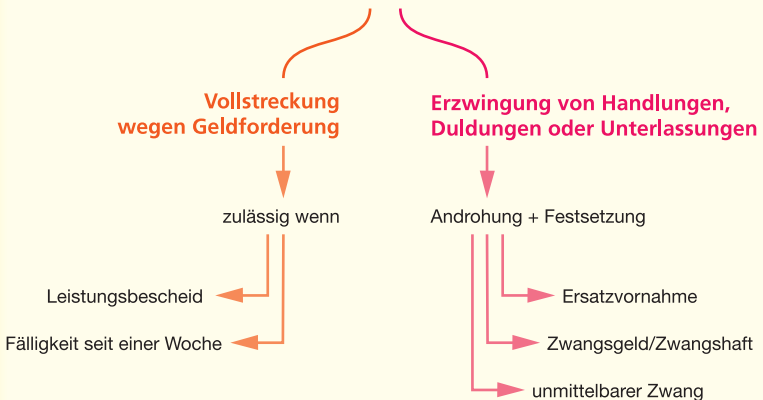 Vollstreckung
wegen Geldforderung
zulässig wenn
Leistungsbescheid
Fälligkeit seit einer Woche
Erzwingung von Handlungen,
Duldungen oder Unterlassungen
Androhung + Festsetzung
Ersatzvornahme
Zwangsgeld/Zwangshaft
unmittelbarer Zwang